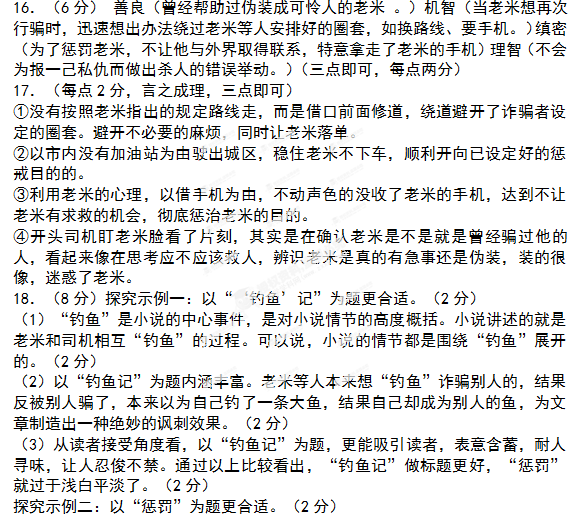 16. （6 分） 善良（曾经帮助过伪装成可怜人的老米 。）机智（当老米想再次
行骗时，迅速想出办法绕过老米等人安排好的圈套，如换路线、要手机。）缜密
（为了惩罚老米，不让他与外界取得联系，特意拿走了老米的手机）理智（不会
为报一己私仇而做出杀人的错误举动。）（三点即可，每点两分）
17. （每点 2 分，言之成理，三点即可）
①没有按照老米指出的规定路线走，而是借口前面修道，绕道避开了诈骗者设
定的圈套。避开不必要的麻烦，同时让老米落单。
②以市内没有加油站为由驶出城区，稳住老米不下车，顺利开向已设定好的惩
戒目的的。
③利用老米的心理，以借手机为由，不动声色的没收了老米的手机，达到不让
老米有求救的机会，彻底惩治老米的目的。
④开头司机盯老米脸看了片刻，其实是在确认老米是不是就是曾经骗过他的
人，看起来像在思考应不应该救人，辨识老米是真的有急事还是伪装，装的很
像，迷惑了老米。
18. （8 分）探究示例一：以“‘钓鱼’记”为题更合适。（2 分）
（1）“钓鱼”是小说的中心事件，是对小说情节的高度概括。小说讲述的就是
老米和司机相互“钓鱼”的过程。可以说，小说的情节都是围绕“钓鱼”展开
的。（2 分）
（2）以“钓鱼记”为题内涵丰富。老米等人本来想“钓鱼”诈骗别人的，结果
反被别人骗了，本来以为自己钓了一条大鱼，结果自己却成为别人的鱼，为文
章制造出一种绝妙的讽刺效果。（2 分）
（3）从读者接受角度看，以“钓鱼记”为题，更能吸引读者，表意含蓄，耐人
寻味，让人忍俊不禁。通过以上比较看出，“钓鱼记”做标题更好，“惩罚”
就过于浅白平淡了。（2 分）
探究示例二：以“惩罚”为题更合适。（2 分）